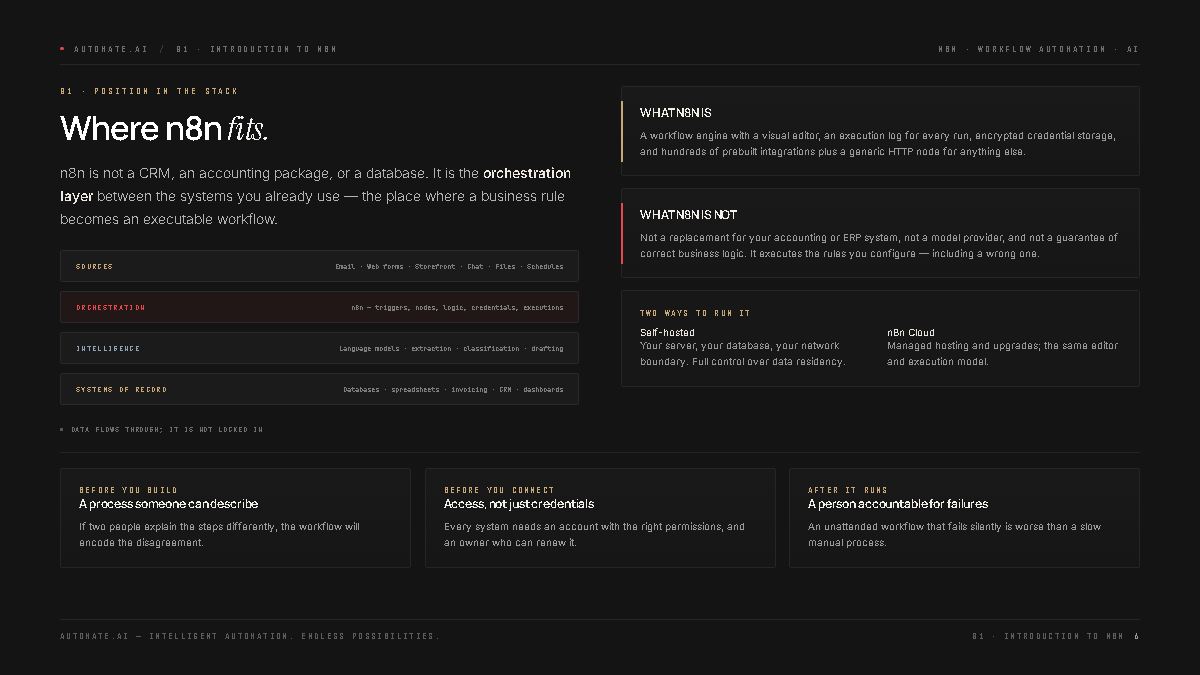 AUTOMATE.AI / 01 · INTRODUCTION TO N8N
N8N · WORKFLOW AUTOMATION · AI
01 · POSITION IN THE STACK
Where n8n fits.
n8n is not a CRM, an accounting package, or a database. It is the orchestration
layer between the systems you already use — the place where a business rule
becomes an executable workflow.
SOURCES
Email · Web forms · Storefront · Chat · Files · Schedules
ORCHESTRATION
n8n — triggers, nodes, logic, credentials, executions
INTELLIGENCE
Language models · extraction · classification · drafting
SYSTEMS OF RECORD
Databases · spreadsheets · invoicing · CRM · dashboards
DATA FLOWS THROUGH; IT IS NOT LOCKED IN
WHAT N8N IS
A workflow engine with a visual editor, an execution log for every run, encrypted credential storage,
and hundreds of prebuilt integrations plus a generic HTTP node for anything else.
WHAT N8N IS NOT
Not a replacement for your accounting or ERP system, not a model provider, and not a guarantee of
correct business logic. It executes the rules you configure — including a wrong one.
TWO WAYS TO RUN IT
Self-hosted
Your server, your database, your network
boundary. Full control over data residency.
n8n Cloud
Managed hosting and upgrades; the same editor
and execution model.
BEFORE YOU BUILD
A process someone can describe
If two people explain the steps differently, the workflow will
encode the disagreement.
BEFORE YOU CONNECT
Access, not just credentials
Every system needs an account with the right permissions, and
an owner who can renew it.
AFTER IT RUNS
A person accountable for failures
An unattended workflow that fails silently is worse than a slow
manual process.
AUTOMATE.AI — INTELLIGENT AUTOMATION. ENDLESS POSSIBILITIES.
01 · INTRODUCTION TO N8N 6